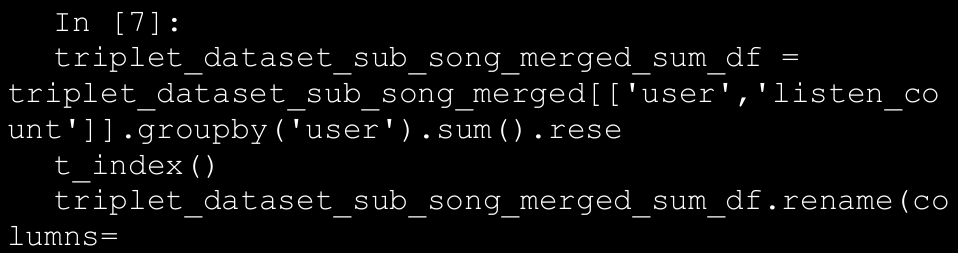 In [7]:
triplet_dataset_sub_song_merged_sum_df =
triplet_dataset_sub_song_merged[['user','listen_co
unt']].groupby('user').sum().rese
t_index()
triplet_dataset_sub_song_merged_sum_df.rename(co
lumns=